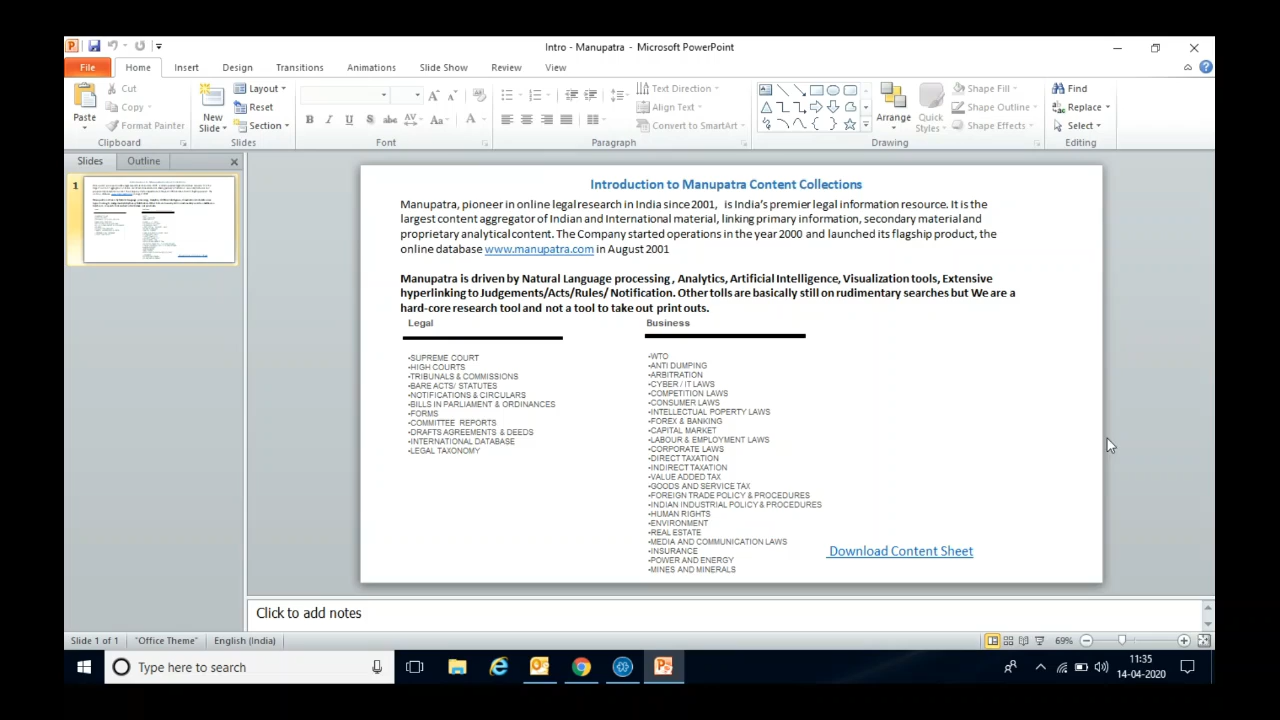 Intro - Manupatra - Microsoft PowerPoint
File Home Insert Design Transitions Animations Slide Show Review View
Paste
Cut
Copy
Format Painter
Clipboard
New Slide
Layout
Reset
Section
Slides
Font
Text Direction
Align Text
Convert to SmartArt
Paragraph
Arrange
Quick Styles
Shape Fill
Shape Outline
Shape Effects
Drawing
Find
Replace
Select
Editing
Slides Outline
1
Introduction to Manupatra Content Collections
Manupatra, pioneer in online legal research in India since 2001, is India's premier legal information resource. It is the
largest content aggregator of Indian and International material, linking primary information, secondary material and
proprietary analytical content. The Company started operations in the year 2000 and launched its flagship product, the
online database www.manupatra.com in August 2001
Manupatra is driven by Natural Language processing , Analytics, Artificial Intelligence, Visualization tools, Extensive
hyperlinking to Judgements/Acts/Rules/ Notification. Other tolls are basically still on rudimentary searches but We are a
hard-core research tool and not a tool to take out print outs.
Legal
•SUPREME COURT
•HIGH COURTS
•TRIBUNALS & COMMISSIONS
•BARE ACTS/ STATUTES
•NOTIFICATIONS & CIRCULARS
•BILLS IN PARLIAMENT & ORDINANCES
•FORMS
•COMMITTEE REPORTS
•DRAFTS AGREEMENTS & DEEDS
•INTERNATIONAL DATABASE
•LEGAL TAXONOMY
Business
•WTO
•ANTI DUMPING
•ARBITRATION
•CYBER / IT LAWS
•COMPETITION LAWS
•CONSUMER LAWS
•INTELLECTUAL POPERTY LAWS
•FOREX & BANKING
•CAPITAL MARKET
•LABOUR & EMPLOYMENT LAWS
•CORPORATE LAWS
•DIRECT TAXATION
•INDIRECT TAXATION
•VALUE ADDED TAX
•GOODS AND SERVICE TAX
•FOREIGN TRADE POLICY & PROCEDURES
•INDIAN INDUSTRIAL POLICY & PROCEDURES
•HUMAN RIGHTS
•ENVIRONMENT
•REAL ESTATE
•MEDIA AND COMMUNICATION LAWS
•INSURANCE
•POWER AND ENERGY
•MINES AND MINERALS
Download Content Sheet
Click to add notes
Slide 1 of 1 "Office Theme" English (India) 69%
Type here to search
11:35
14-04-2020